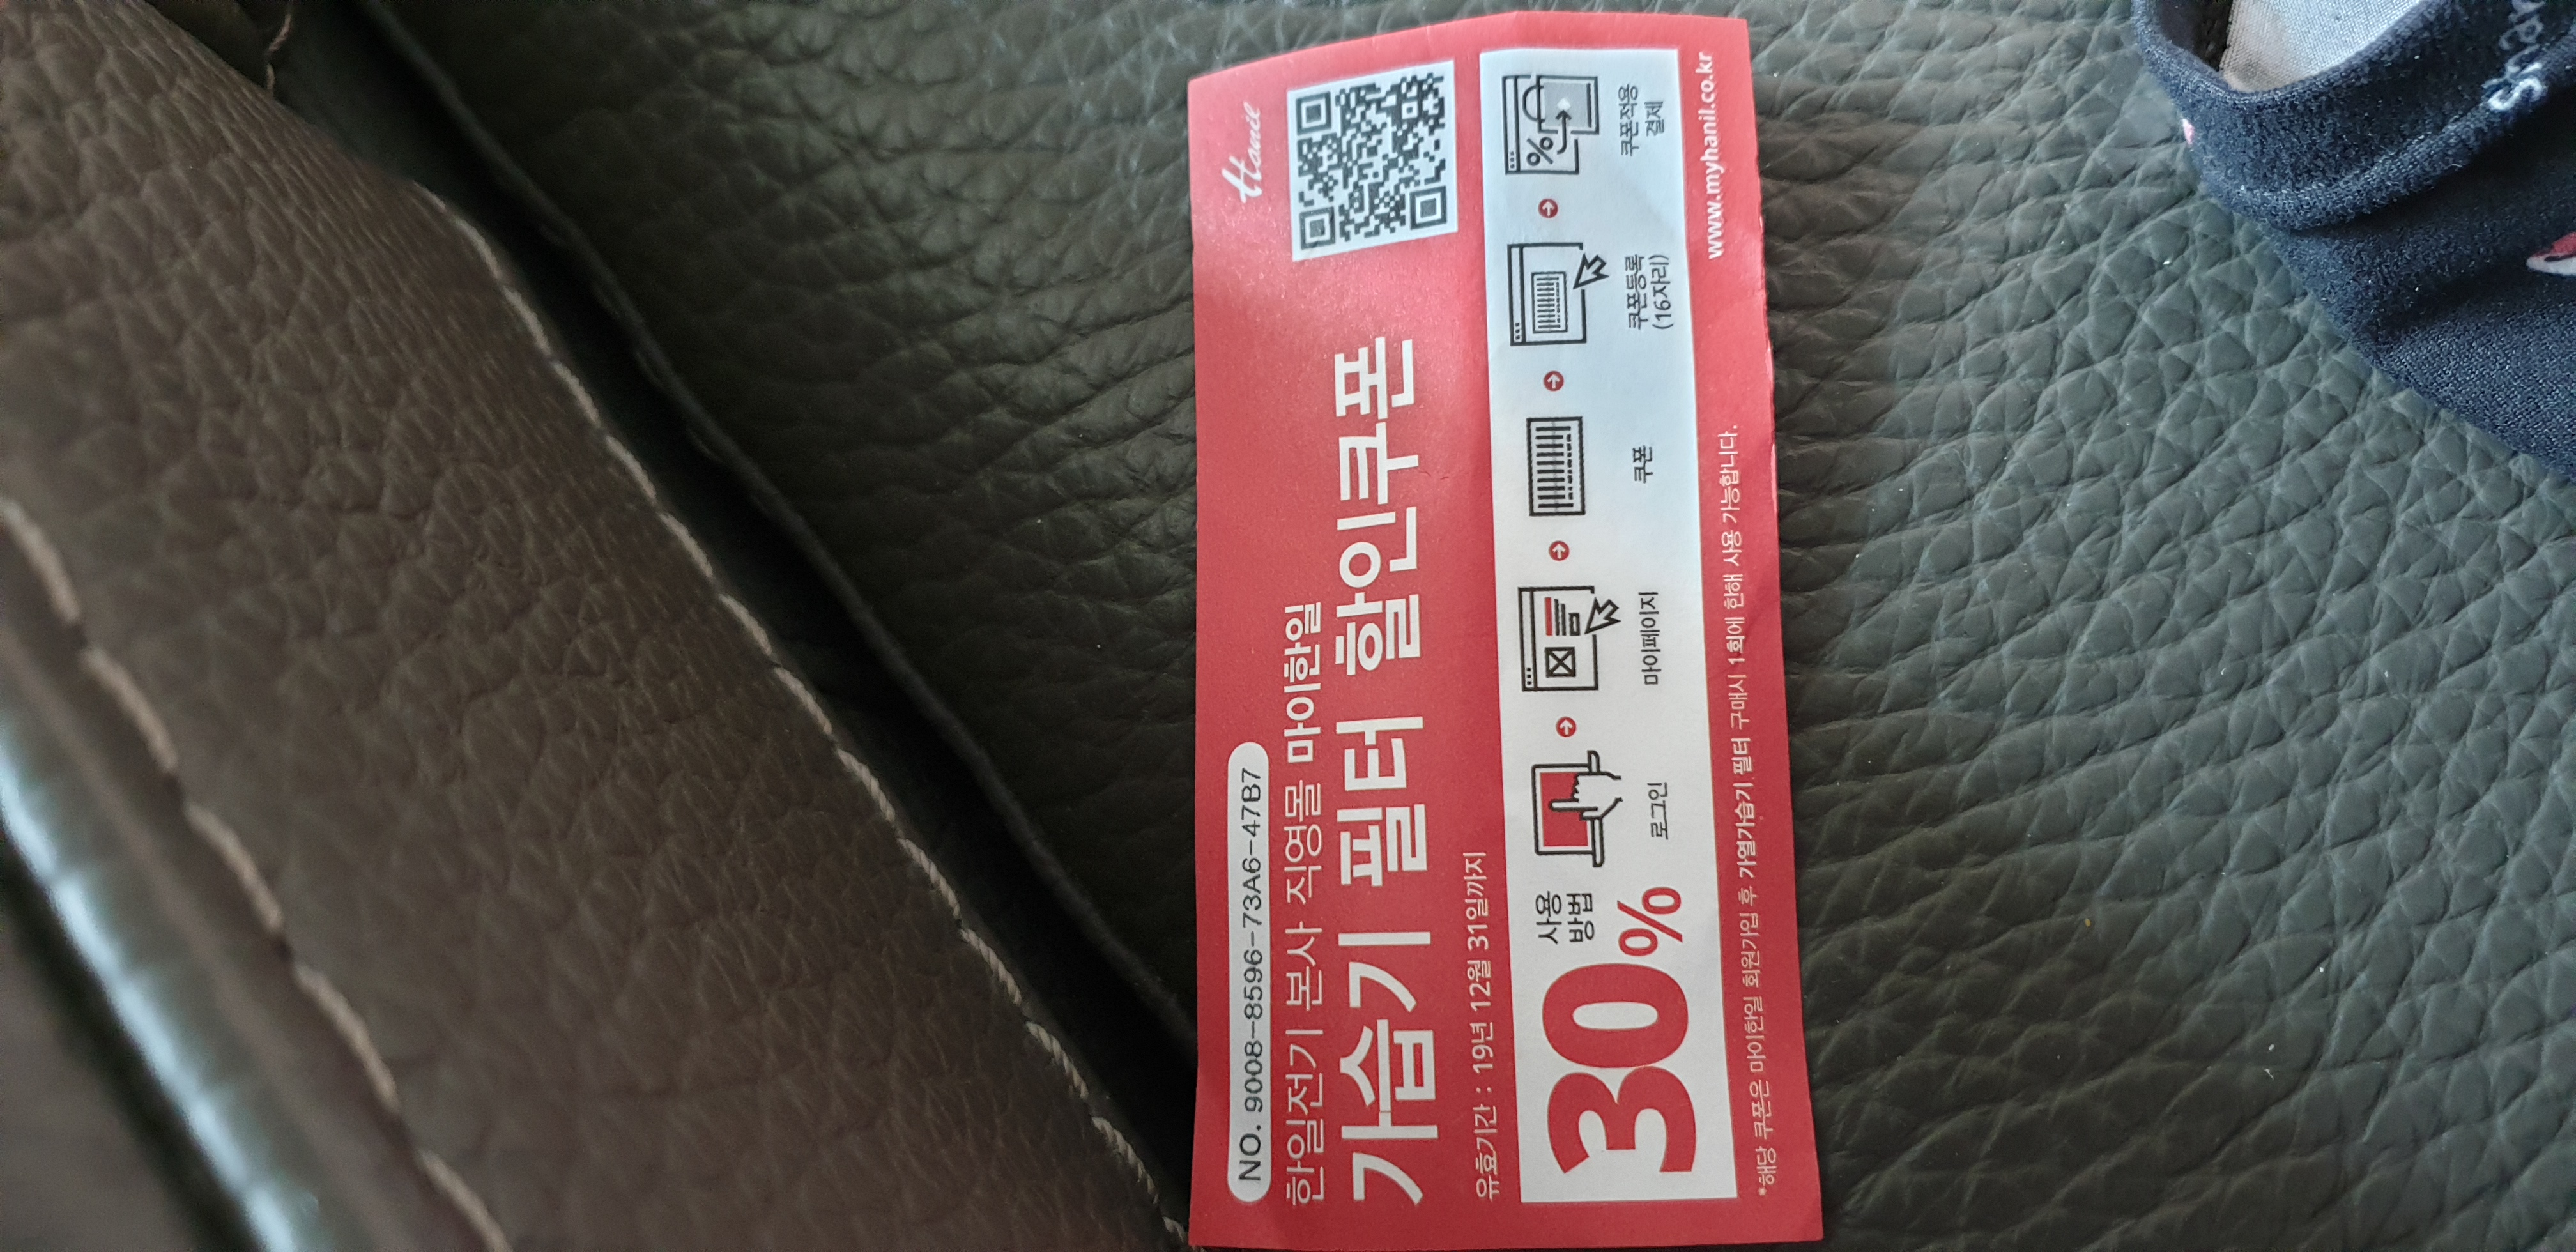 NO. 9008-8596-73A6-47B7
Hanil
한일전기 본사 직영몰 마이한일
가습기 필터 할인쿠폰
유효기간 : 19년 12월 31일까지
30%
사용
방법
로그인
마이페이지
쿠폰
쿠폰등록
(16자리)
%
쿠폰적용
결제
*해당 쿠폰은 마이한일 회원가입 후 가열가습기 필터 구매시 1회에 한해 사용 가능합니다.
www.myhanil.co.kr